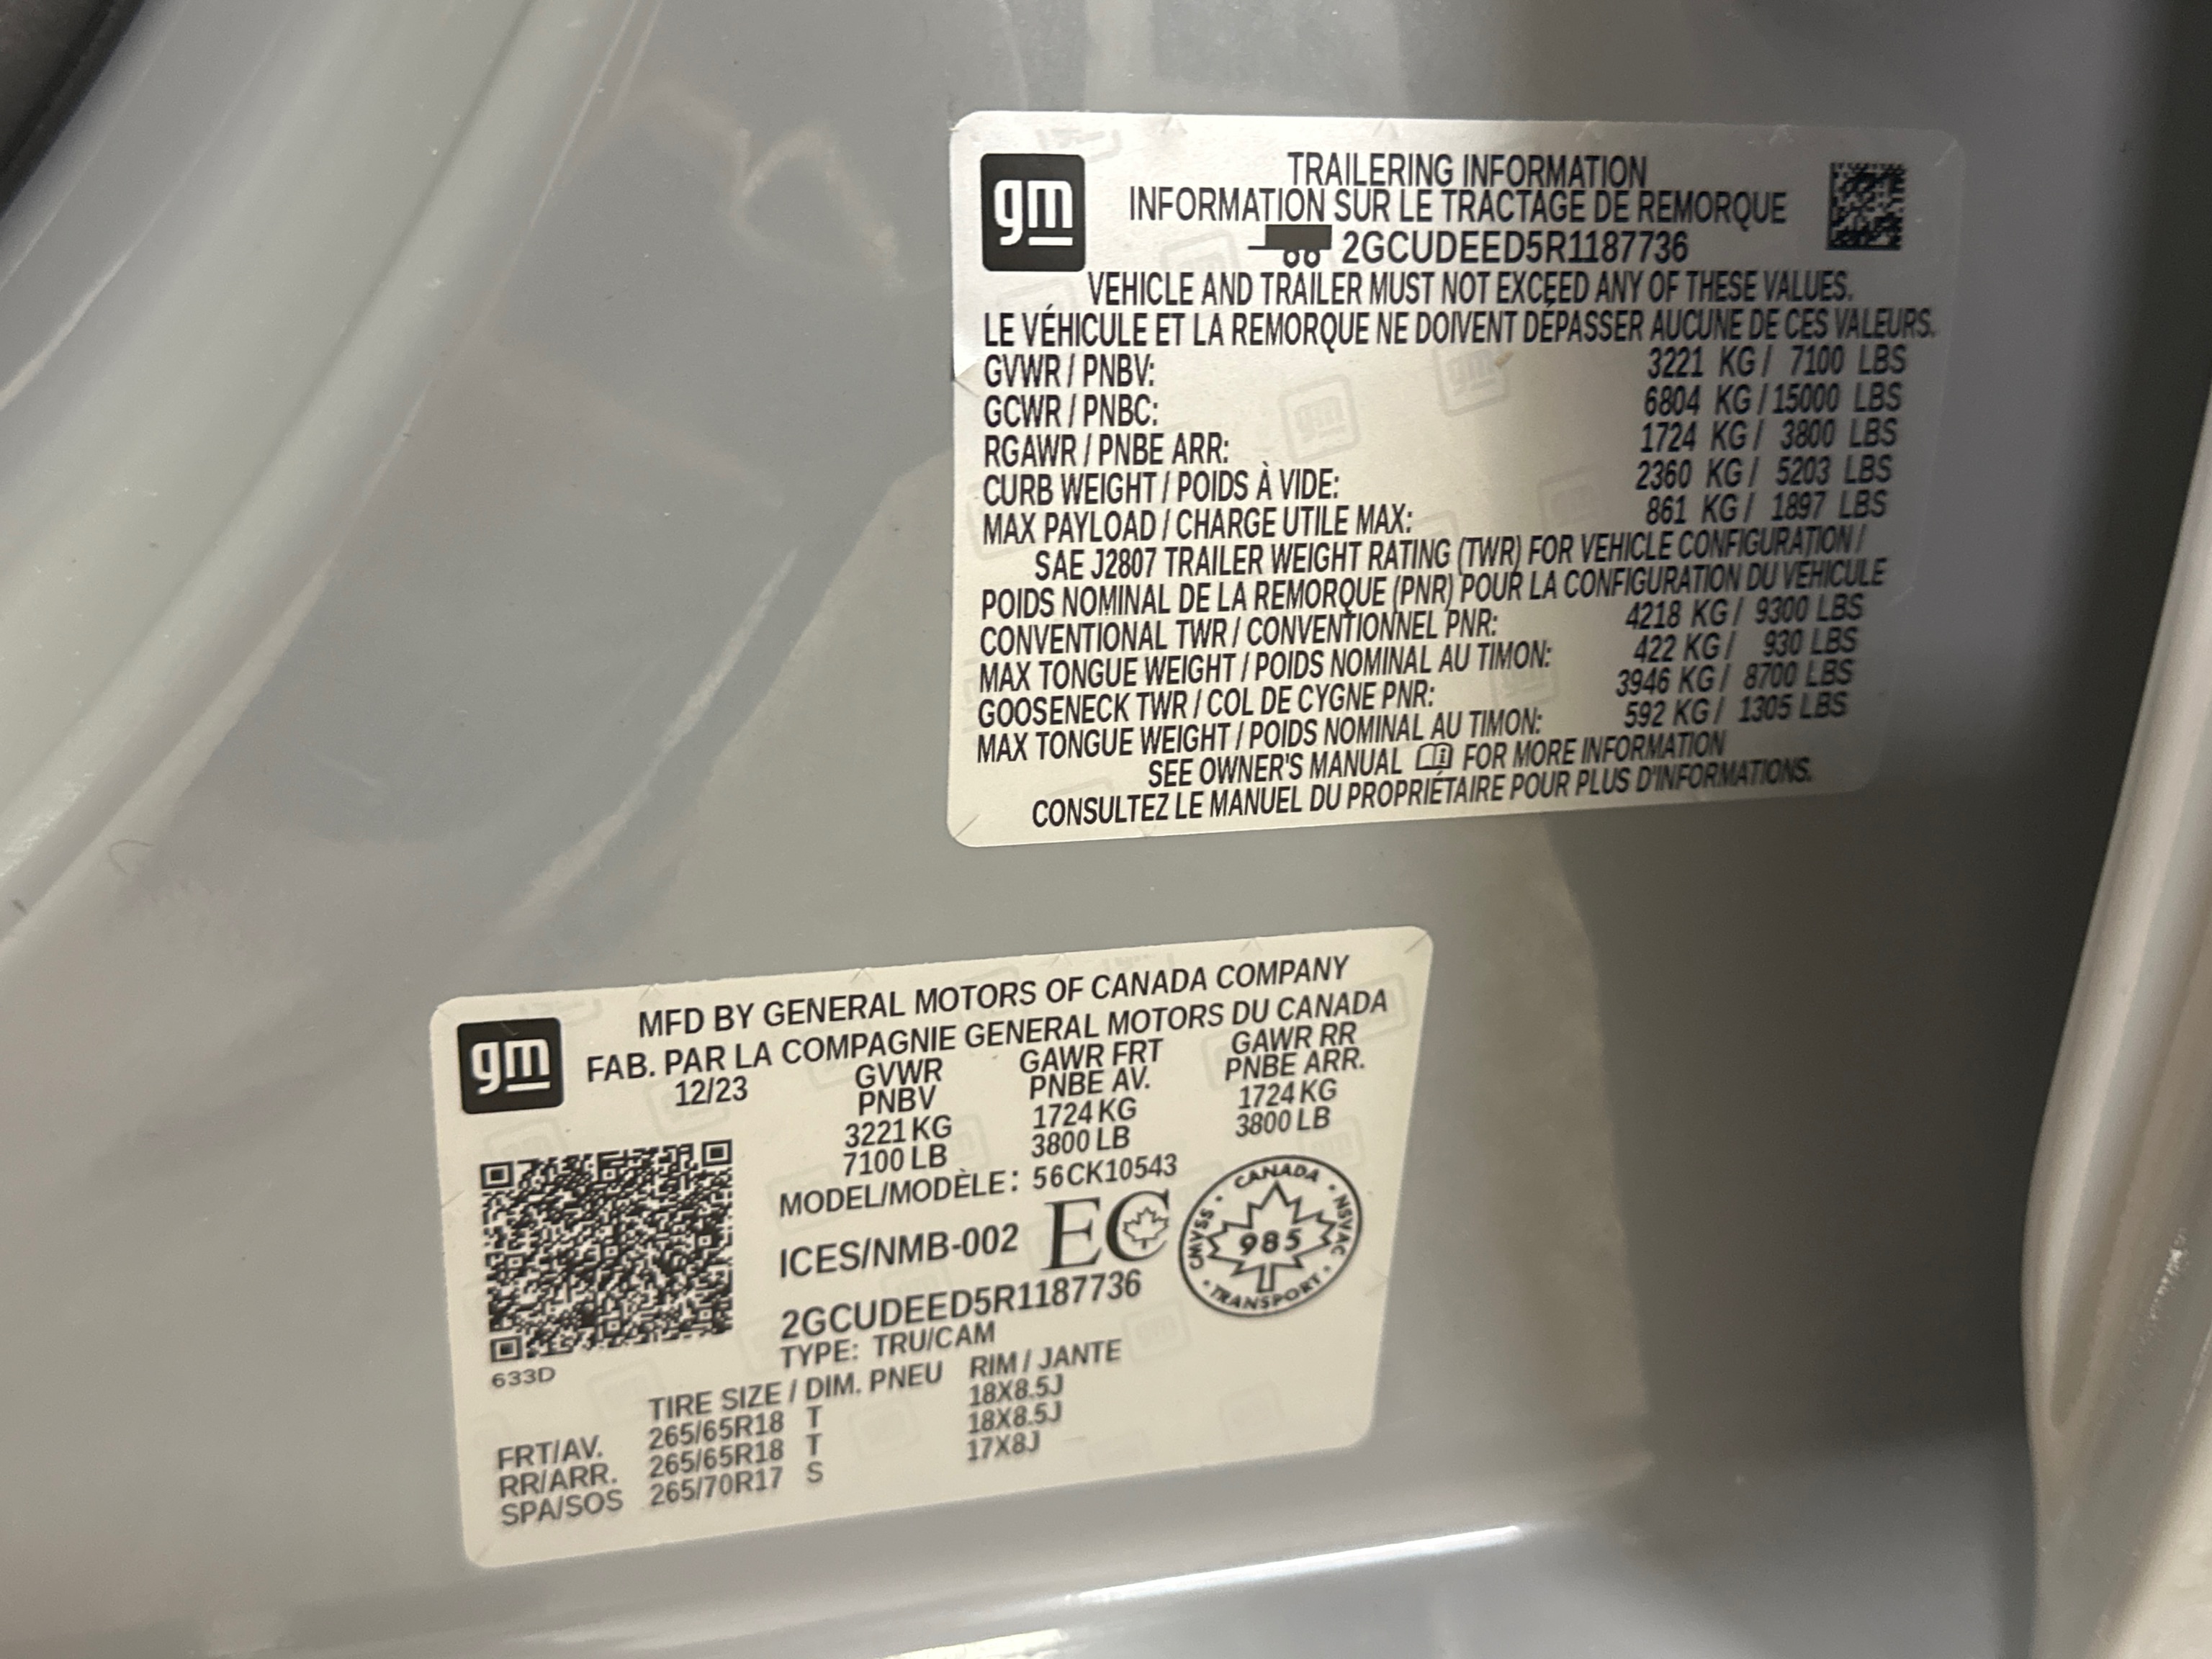 gm
TRAILERING INFORMATION
INFORMATION SUR LE TRACTAGE DE REMORQUE
2GCUDEED5R1187736
VEHICLE AND TRAILER MUST NOT EXCEED ANY OF THESE VALUES.
LE VÉHICULE ET LA REMORQUE NE DOIVENT DÉPASSER AUCUNE DE CES VALEURS.
GVWR / PNBV: 3221 KG / 7100 LBS
GCWR / PNBC: 6804 KG / 15000 LBS
RGAWR / PNBE ARR: 1724 KG / 3800 LBS
CURB WEIGHT / POIDS À VIDE: 2360 KG / 5203 LBS
MAX PAYLOAD / CHARGE UTILE MAX: 861 KG / 1897 LBS
SAE J2807 TRAILER WEIGHT RATING (TWR) FOR VEHICLE CONFIGURATION /
POIDS NOMINAL DE LA REMORQUE (PNR) POUR LA CONFIGURATION DU VÉHICULE
CONVENTIONAL TWR / CONVENTIONNEL PNR: 4218 KG / 9300 LBS
MAX TONGUE WEIGHT / POIDS NOMINAL AU TIMON: 422 KG / 930 LBS
GOOSENECK TWR / COL DE CYGNE PNR: 3946 KG / 8700 LBS
MAX TONGUE WEIGHT / POIDS NOMINAL AU TIMON: 592 KG / 1305 LBS
SEE OWNER'S MANUAL FOR MORE INFORMATION
CONSULTEZ LE MANUEL DU PROPRIÉTAIRE POUR PLUS D'INFORMATIONS.
gm
MFD BY GENERAL MOTORS OF CANADA COMPANY
FAB. PAR LA COMPAGNIE GENERAL MOTORS DU CANADA
12/23 GVWR GAWR FRT GAWR RR
PNBV PNBE AV. PNBE ARR.
3221 KG 1724 KG 1724 KG
7100 LB 3800 LB 3800 LB
MODEL/MODÈLE: 56CK10543
ICES/NMB-002 EC
CANADA · NSVAC · TRANSPORT · CMVSS ·
985
2GCUDEED5R1187736
TYPE: TRU/CAM
633D
TIRE SIZE / DIM. PNEU RIM / JANTE
FRT/AV. 265/65R18 T 18X8.5J
RR/ARR. 265/65R18 T 18X8.5J
SPA/SOS 265/70R17 S 17X8J